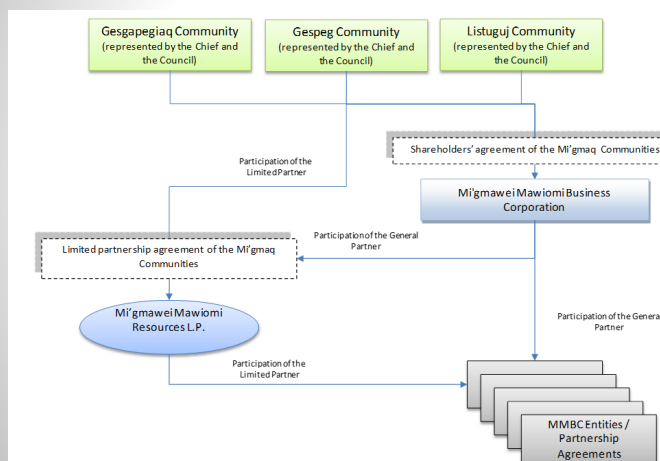 Gesgapegiaq Community
(represented by the Chief and
the Council)
Gespeg Community
(represented by the Chief and
the Council)
Listuguj Community
(represented by the Chief and
the Council)
Shareholders' agreement of the Mi'gmaq Communities
Participation of the
Limited Partner
Mi'gmawei Mawiomi Business
Corporation
Participation of the General
Partner
Limited partnership agreement of the Mi'gmaq
Communities
Mi'gmawei Mawiomi
Resources L.P.
Participation of the Genera
Partner
Participation of the
Limited Partner
MMBC Entities /
Partnership
Agreements